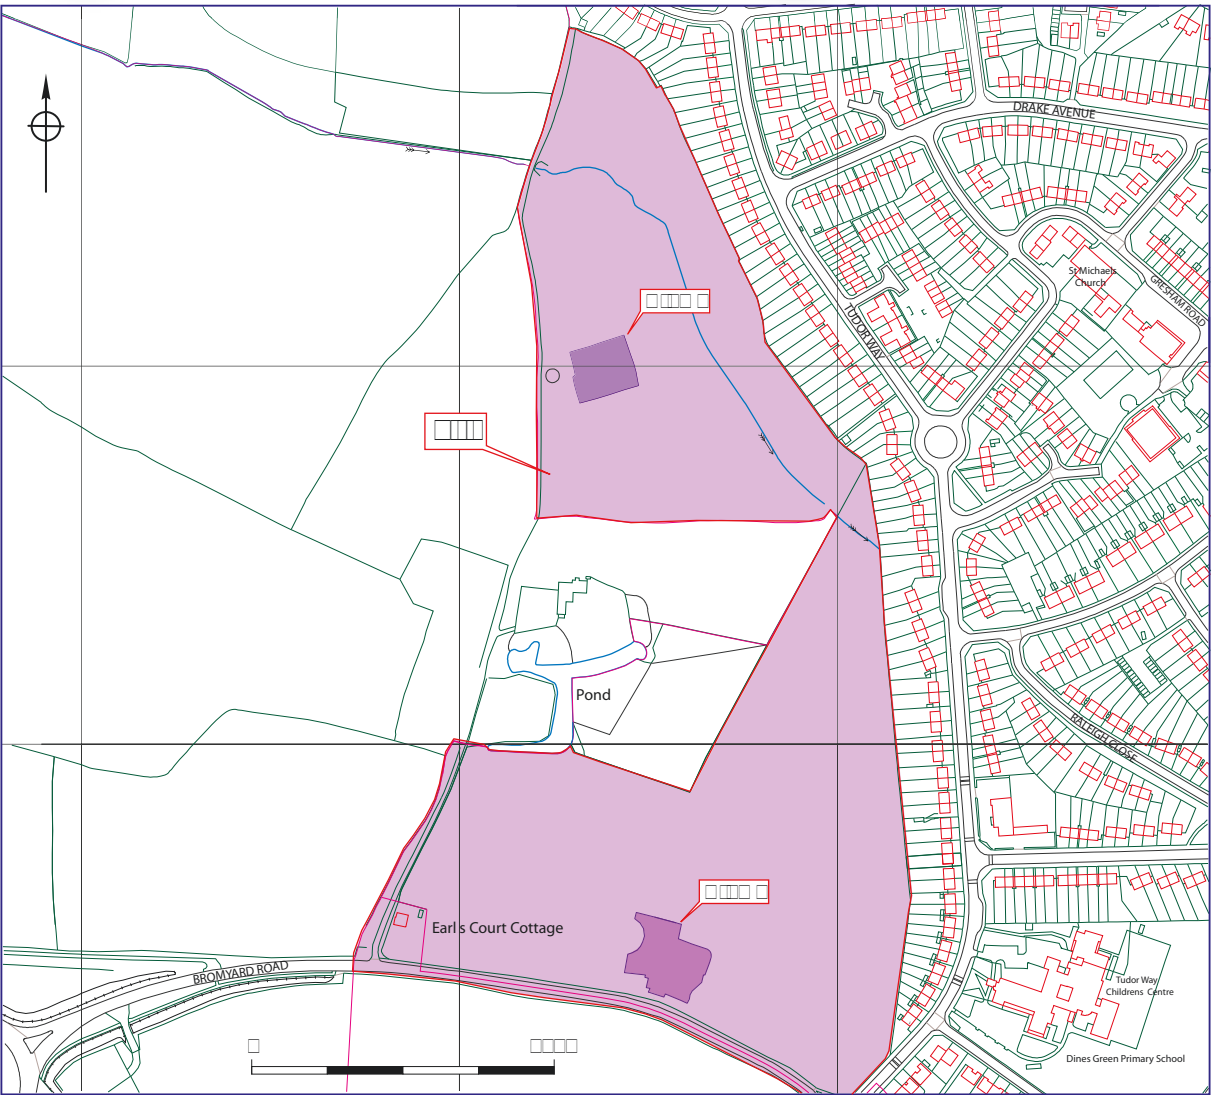 DRAKE AVENUE
St Michaels
Church
GRESHAM ROAD
TUDOR WAY
Pond
RALEIGH CLOSE
Earl's Court Cottage
BROMYARD ROAD
Tudor Way
Childrens Centre
Dines Green Primary School